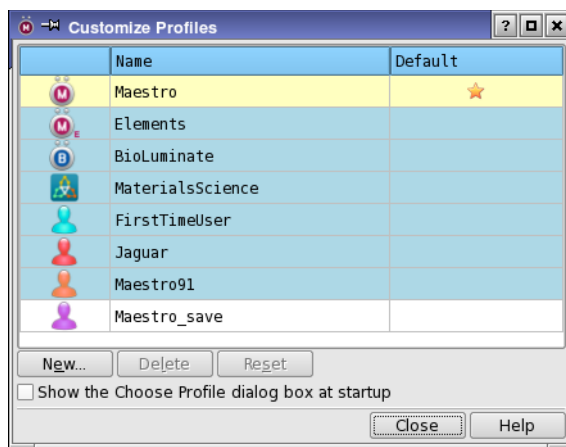 Customize Profiles
Name Default
Maestro
Elements
BioLuminate
MaterialsScience
FirstTimeUser
Jaguar
Maestro91
Maestro_save
New... Delete Reset
Show the Choose Profile dialog box at startup
Close Help